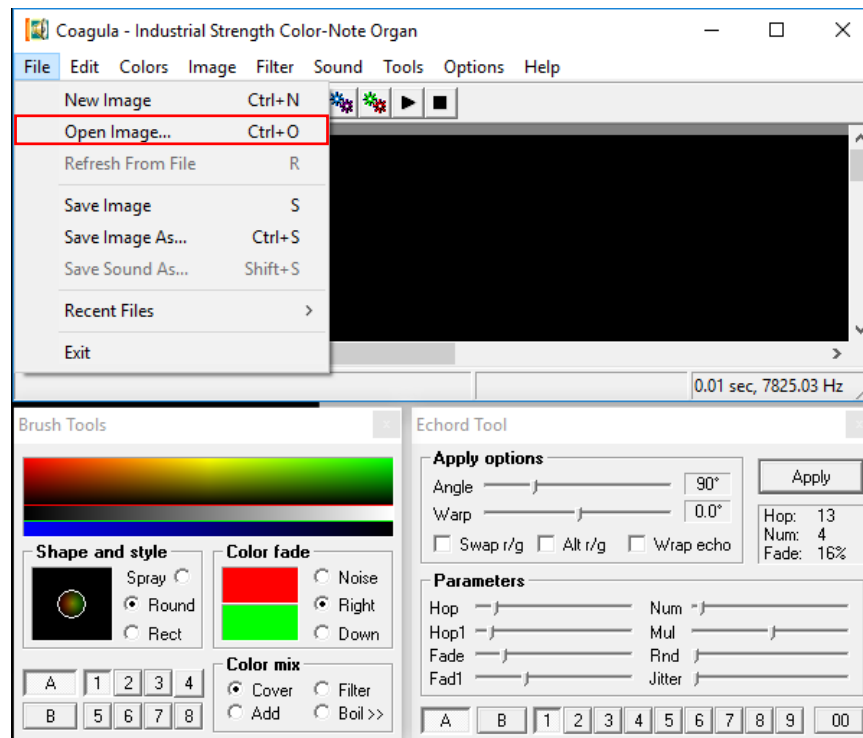 Coagula - Industrial Strength Color-Note Organ
File Edit Colors Image Filter Sound Tools Options Help
New Image Ctrl+N
Open Image... Ctrl+O
Refresh From File R
Save Image S
Save Image As... Ctrl+S
Save Sound As... Shift+S
Recent Files
Exit
0.01 sec, 7825.03 Hz
Brush Tools
Shape and style
Spray
Round
Rect
Color fade
Noise
Right
Down
A 1 2 3 4
B 5 6 7 8
Color mix
Cover Filter
Add Boil >>
Echord Tool
Apply options
Angle 90°
Warp 0.0°
Swap r/g Alt r/g Wrap echo
Apply
Hop: 13
Num: 4
Fade: 16%
Parameters
Hop Num
Hop1 Mul
Fade Rnd
Fad1 Jitter
A B 1 2 3 4 5 6 7 8 9 00